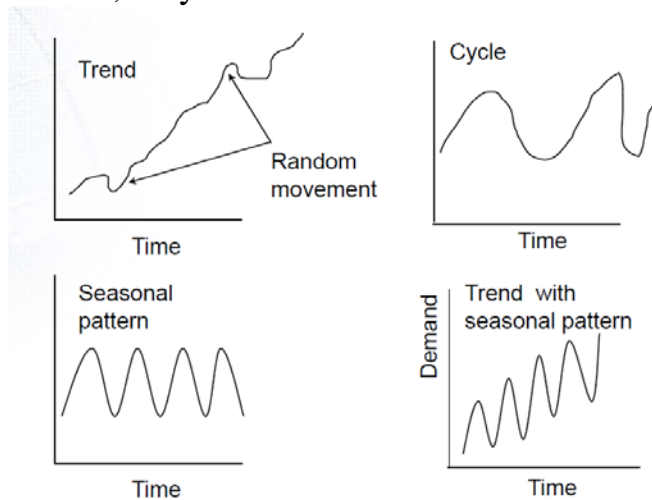 Trend
Random
movement
Time
Cycle
Time
Seasonal
pattern
Time
Trend with
seasonal pattern
Demand
Time